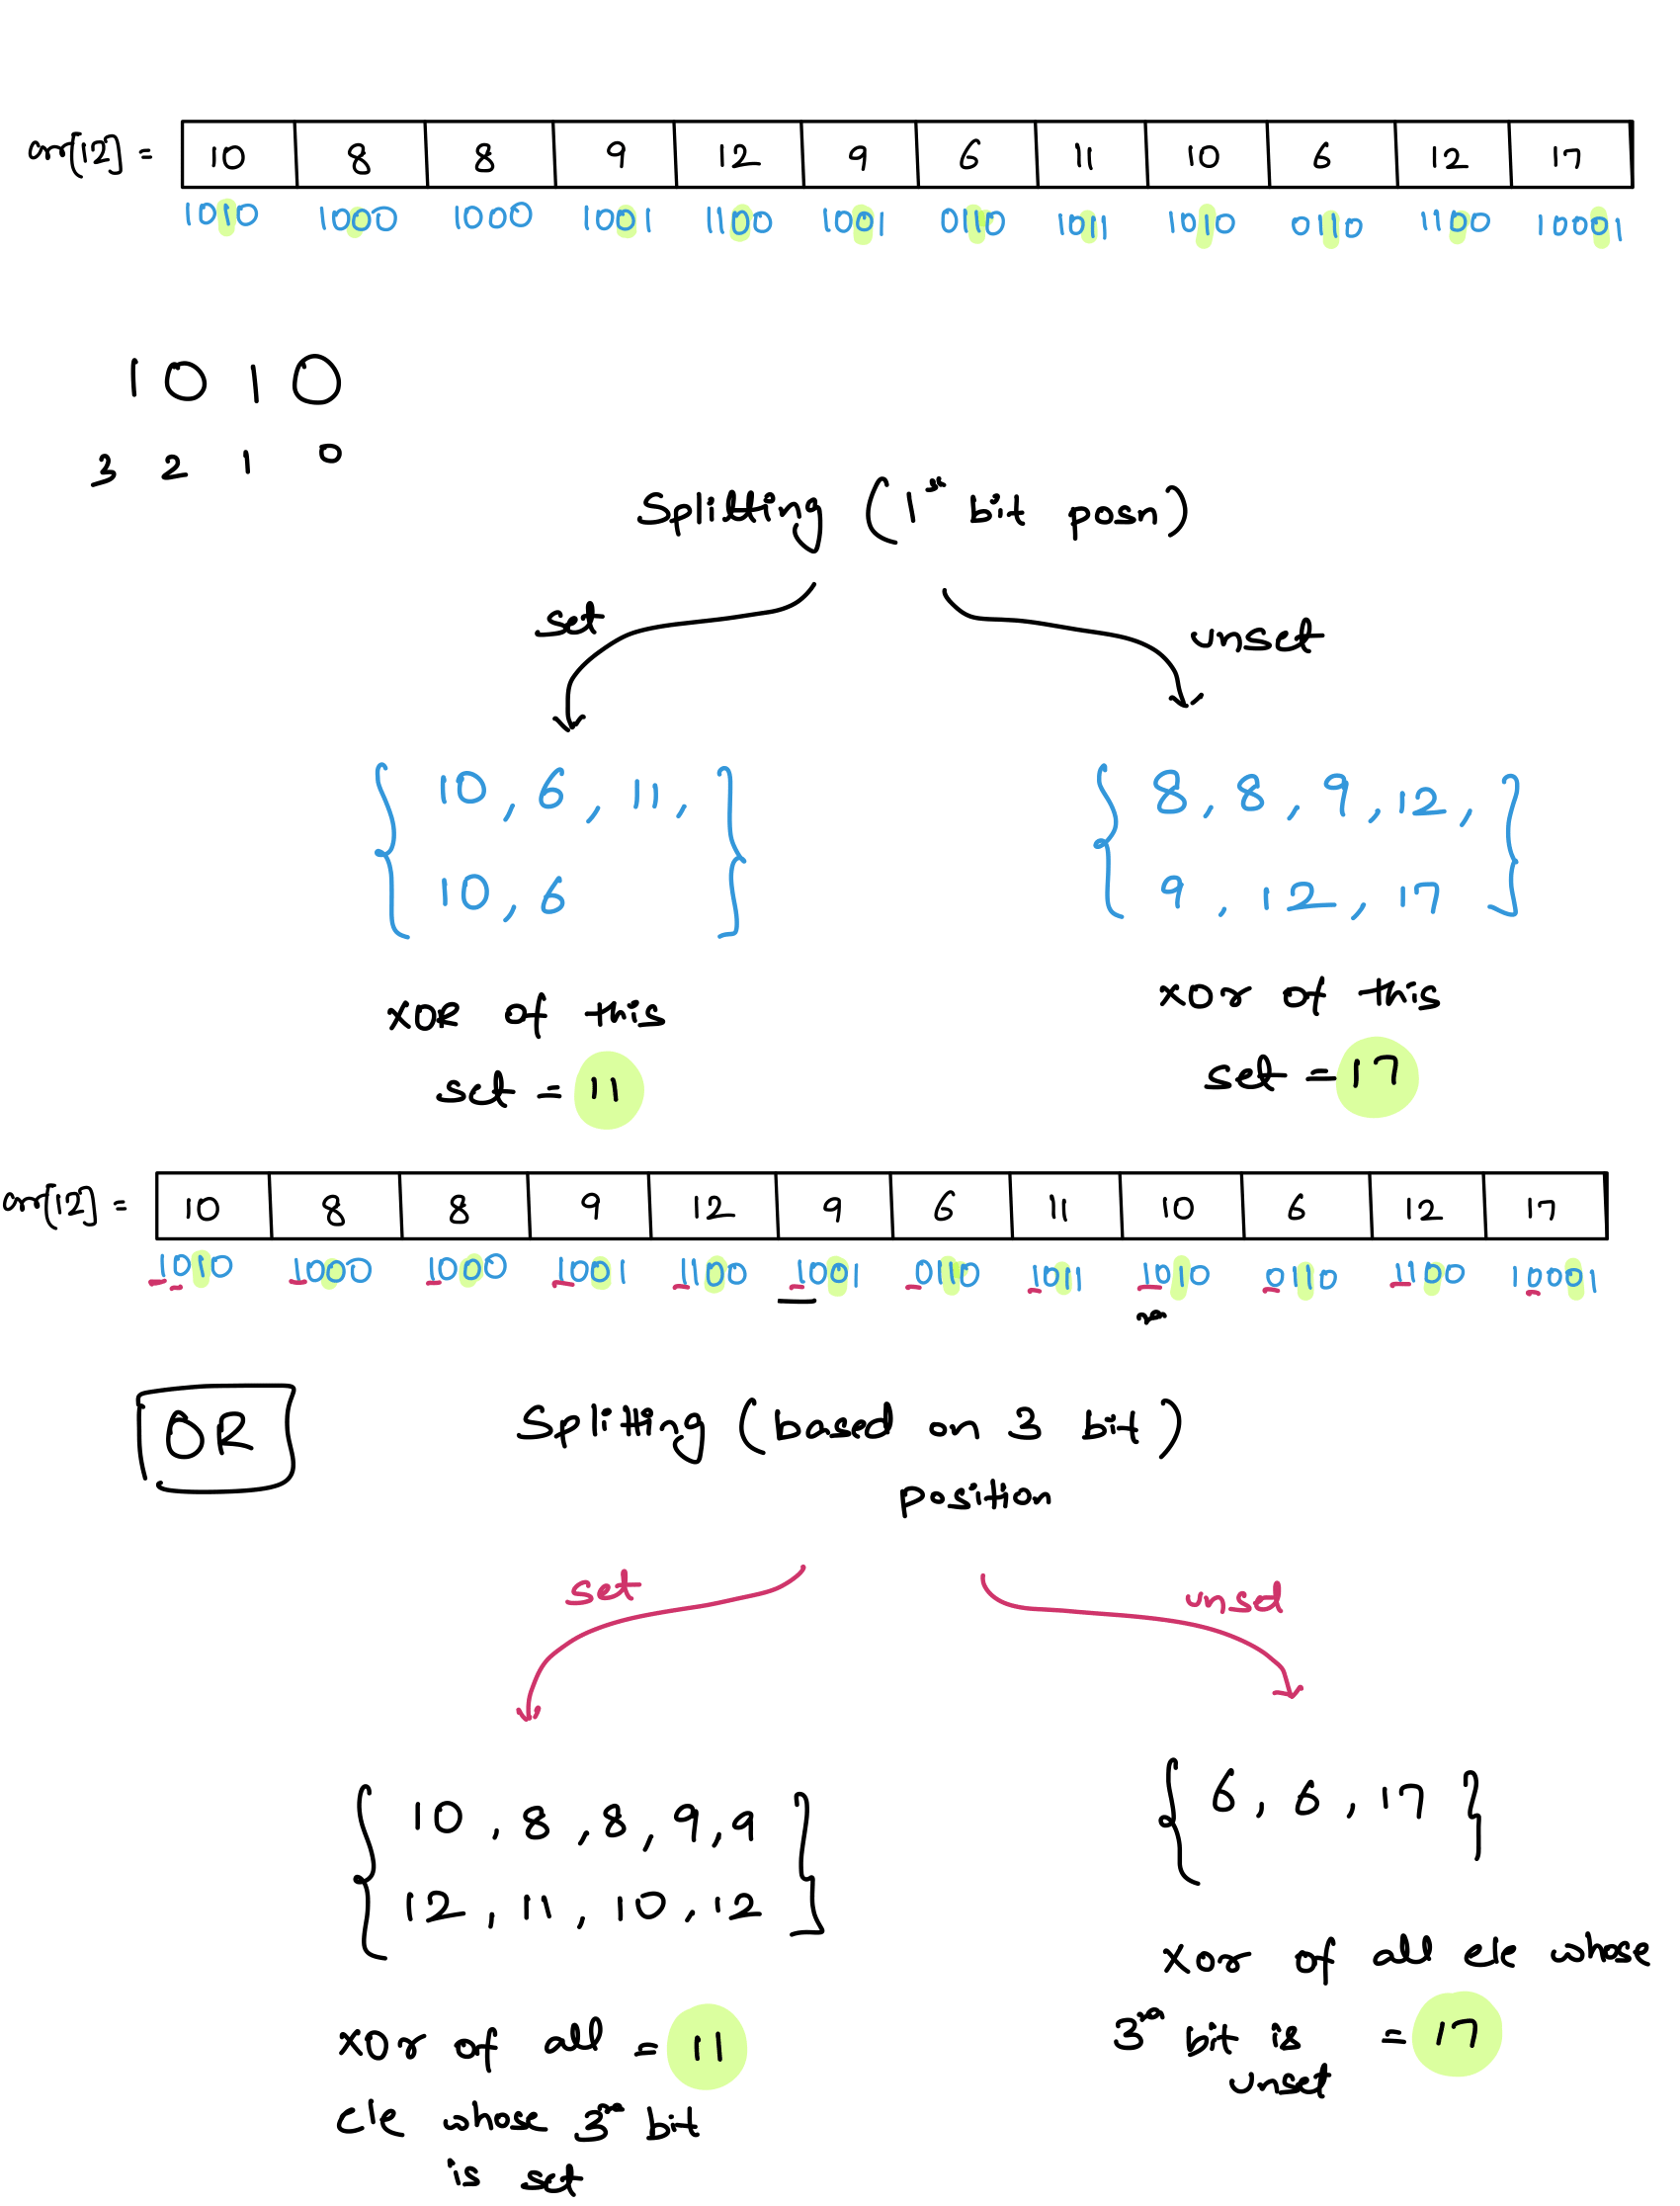 arr[12] = 10 8 8 9 12 9 6 11 10 6 12 17
1010 1000 1000 1001 1100 1001 0110 1011 1010 0110 1100 10001
1 0 1 0
3 2 1 0
Splitting (1st bit posn)
set
unset
{ 10, 6, 11,
10, 6 }
{ 8, 8, 9, 12,
9, 12, 17 }
XOR of this
set = 11
xor of this
set = 17
arr[12] = 10 8 8 9 12 9 6 11 10 6 12 17
1010 1000 1000 1001 1100 1001 0110 1011 1010 0110 1100 10001
OR
Splitting (based on 3 bit)
position
set
unset
{ 10, 8, 8, 9, 9
12, 11, 10, 12 }
{ 6, 6, 17 }
xor of all = 11
ele whose 3rd bit
is set
xor of all ele whose
3rd bit is = 17
unset